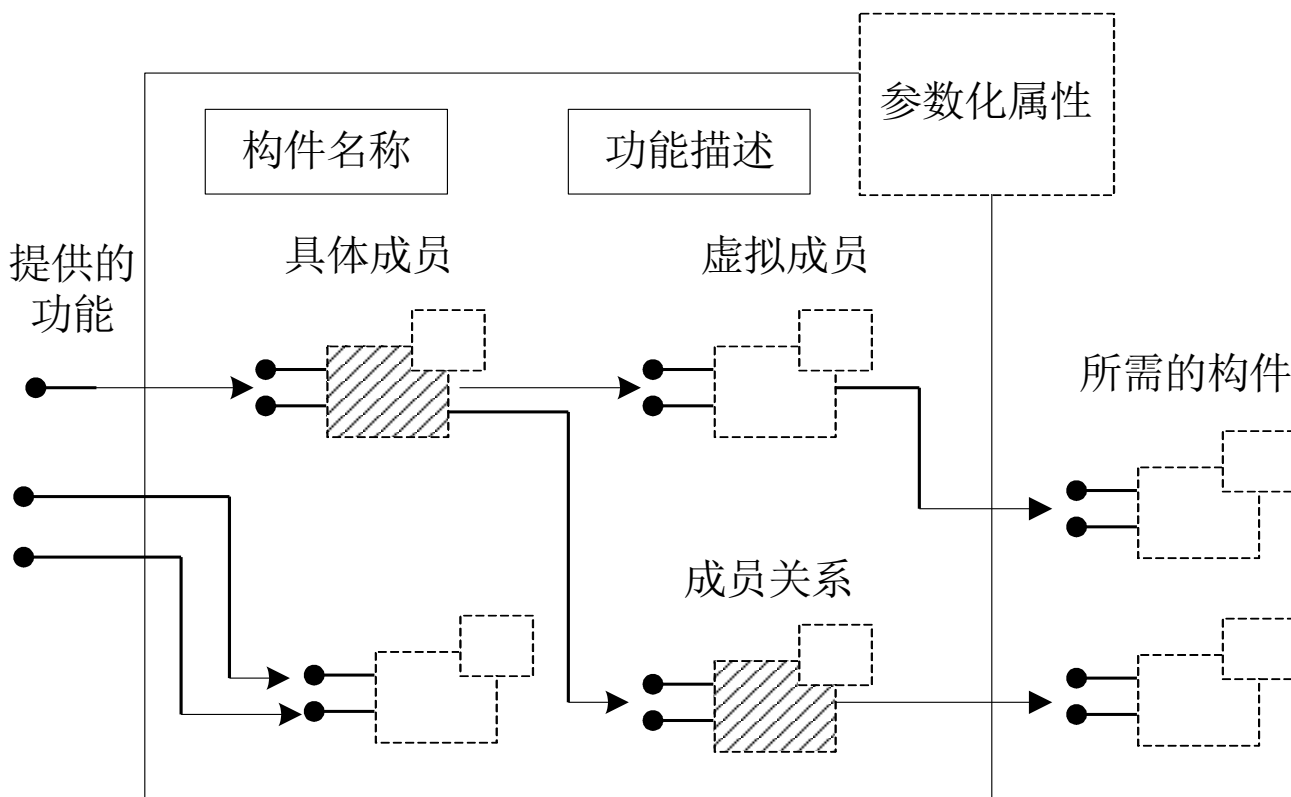 参数化属性
构件名称
功能描述
提供的
功能
具体成员
虚拟成员
所需的构件
成员关系